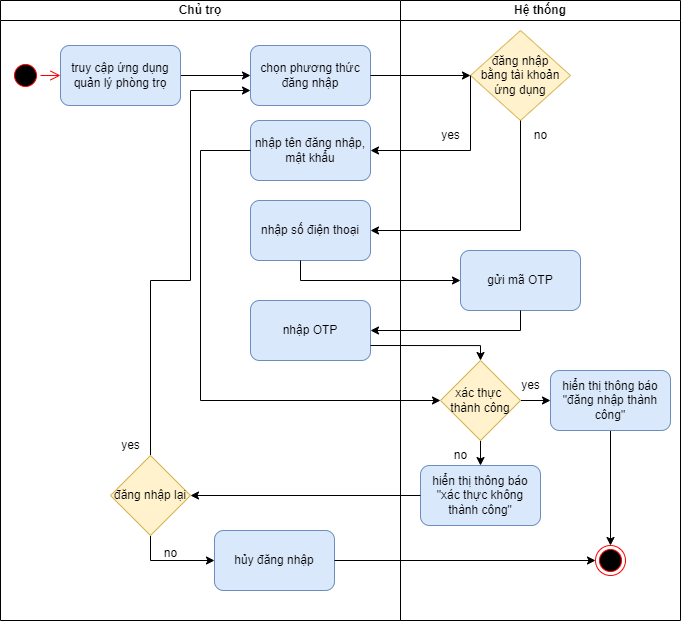 Chủ trọ
Hệ thống
truy cập ứng dụng
quản lý phòng trọ
chọn phương thức
đăng nhập
đăng nhập
bằng tài khoản
ứng dụng
yes
no
nhập tên đăng nhập,
mật khẩu
nhập số điện thoại
gửi mã OTP
nhập OTP
xác thực
thành công
yes
hiển thị thông báo
"đăng nhập thành
công"
no
hiển thị thông báo
"xác thực không
thành công"
yes
đăng nhập lại
no
hủy đăng nhập